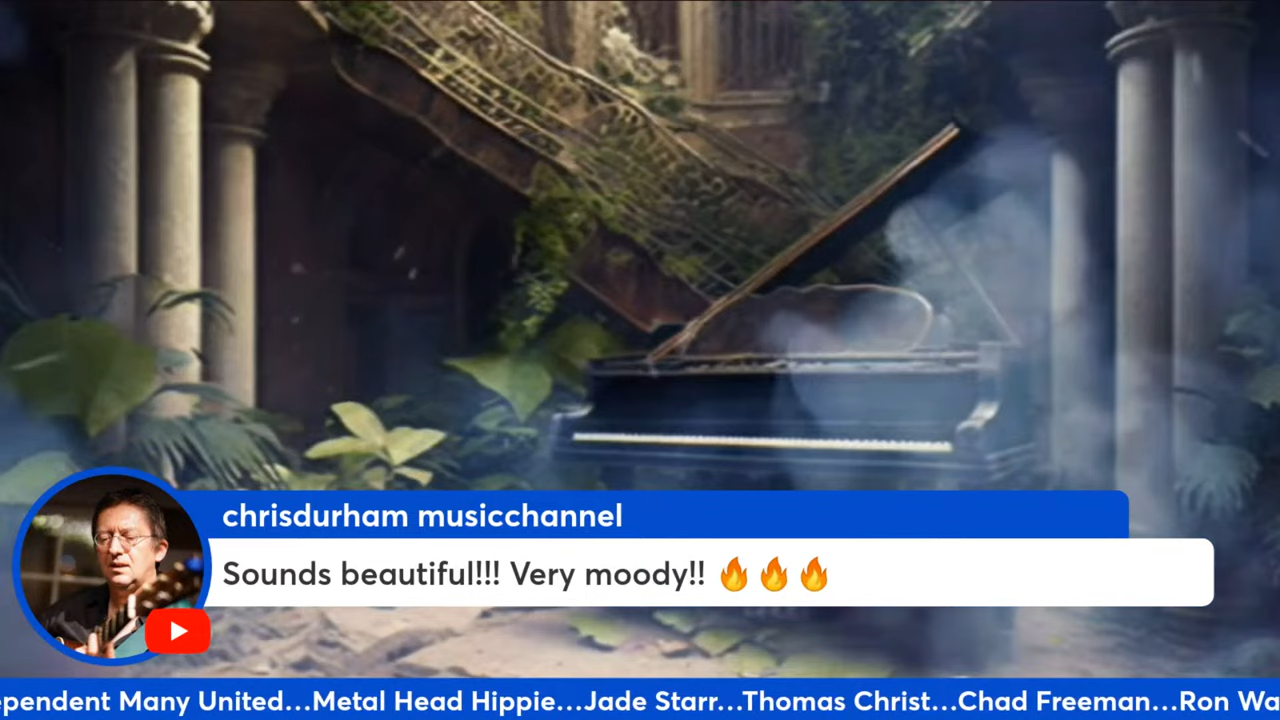 chrisdurham musicchannel
Sounds beautiful!!! Very moody!! 🔥🔥🔥
ependent Many United...Metal Head Hippie...Jade Starr...Thomas Christ...Chad Freeman...Ron Wa